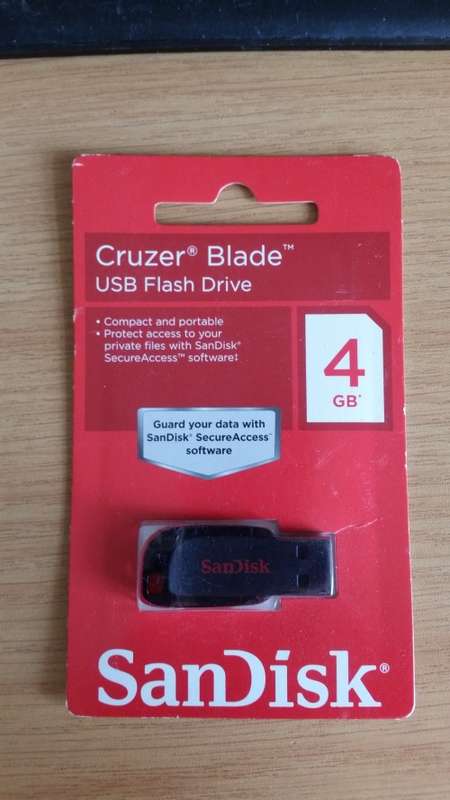 Cruzer® Blade™
USB Flash Drive
• Compact and portable
• Protect access to your
private files with SanDisk®
SecureAccess™ software‡
4
GB*
Guard your data with
SanDisk® SecureAccess™
software
SanDisk
SanDisk®